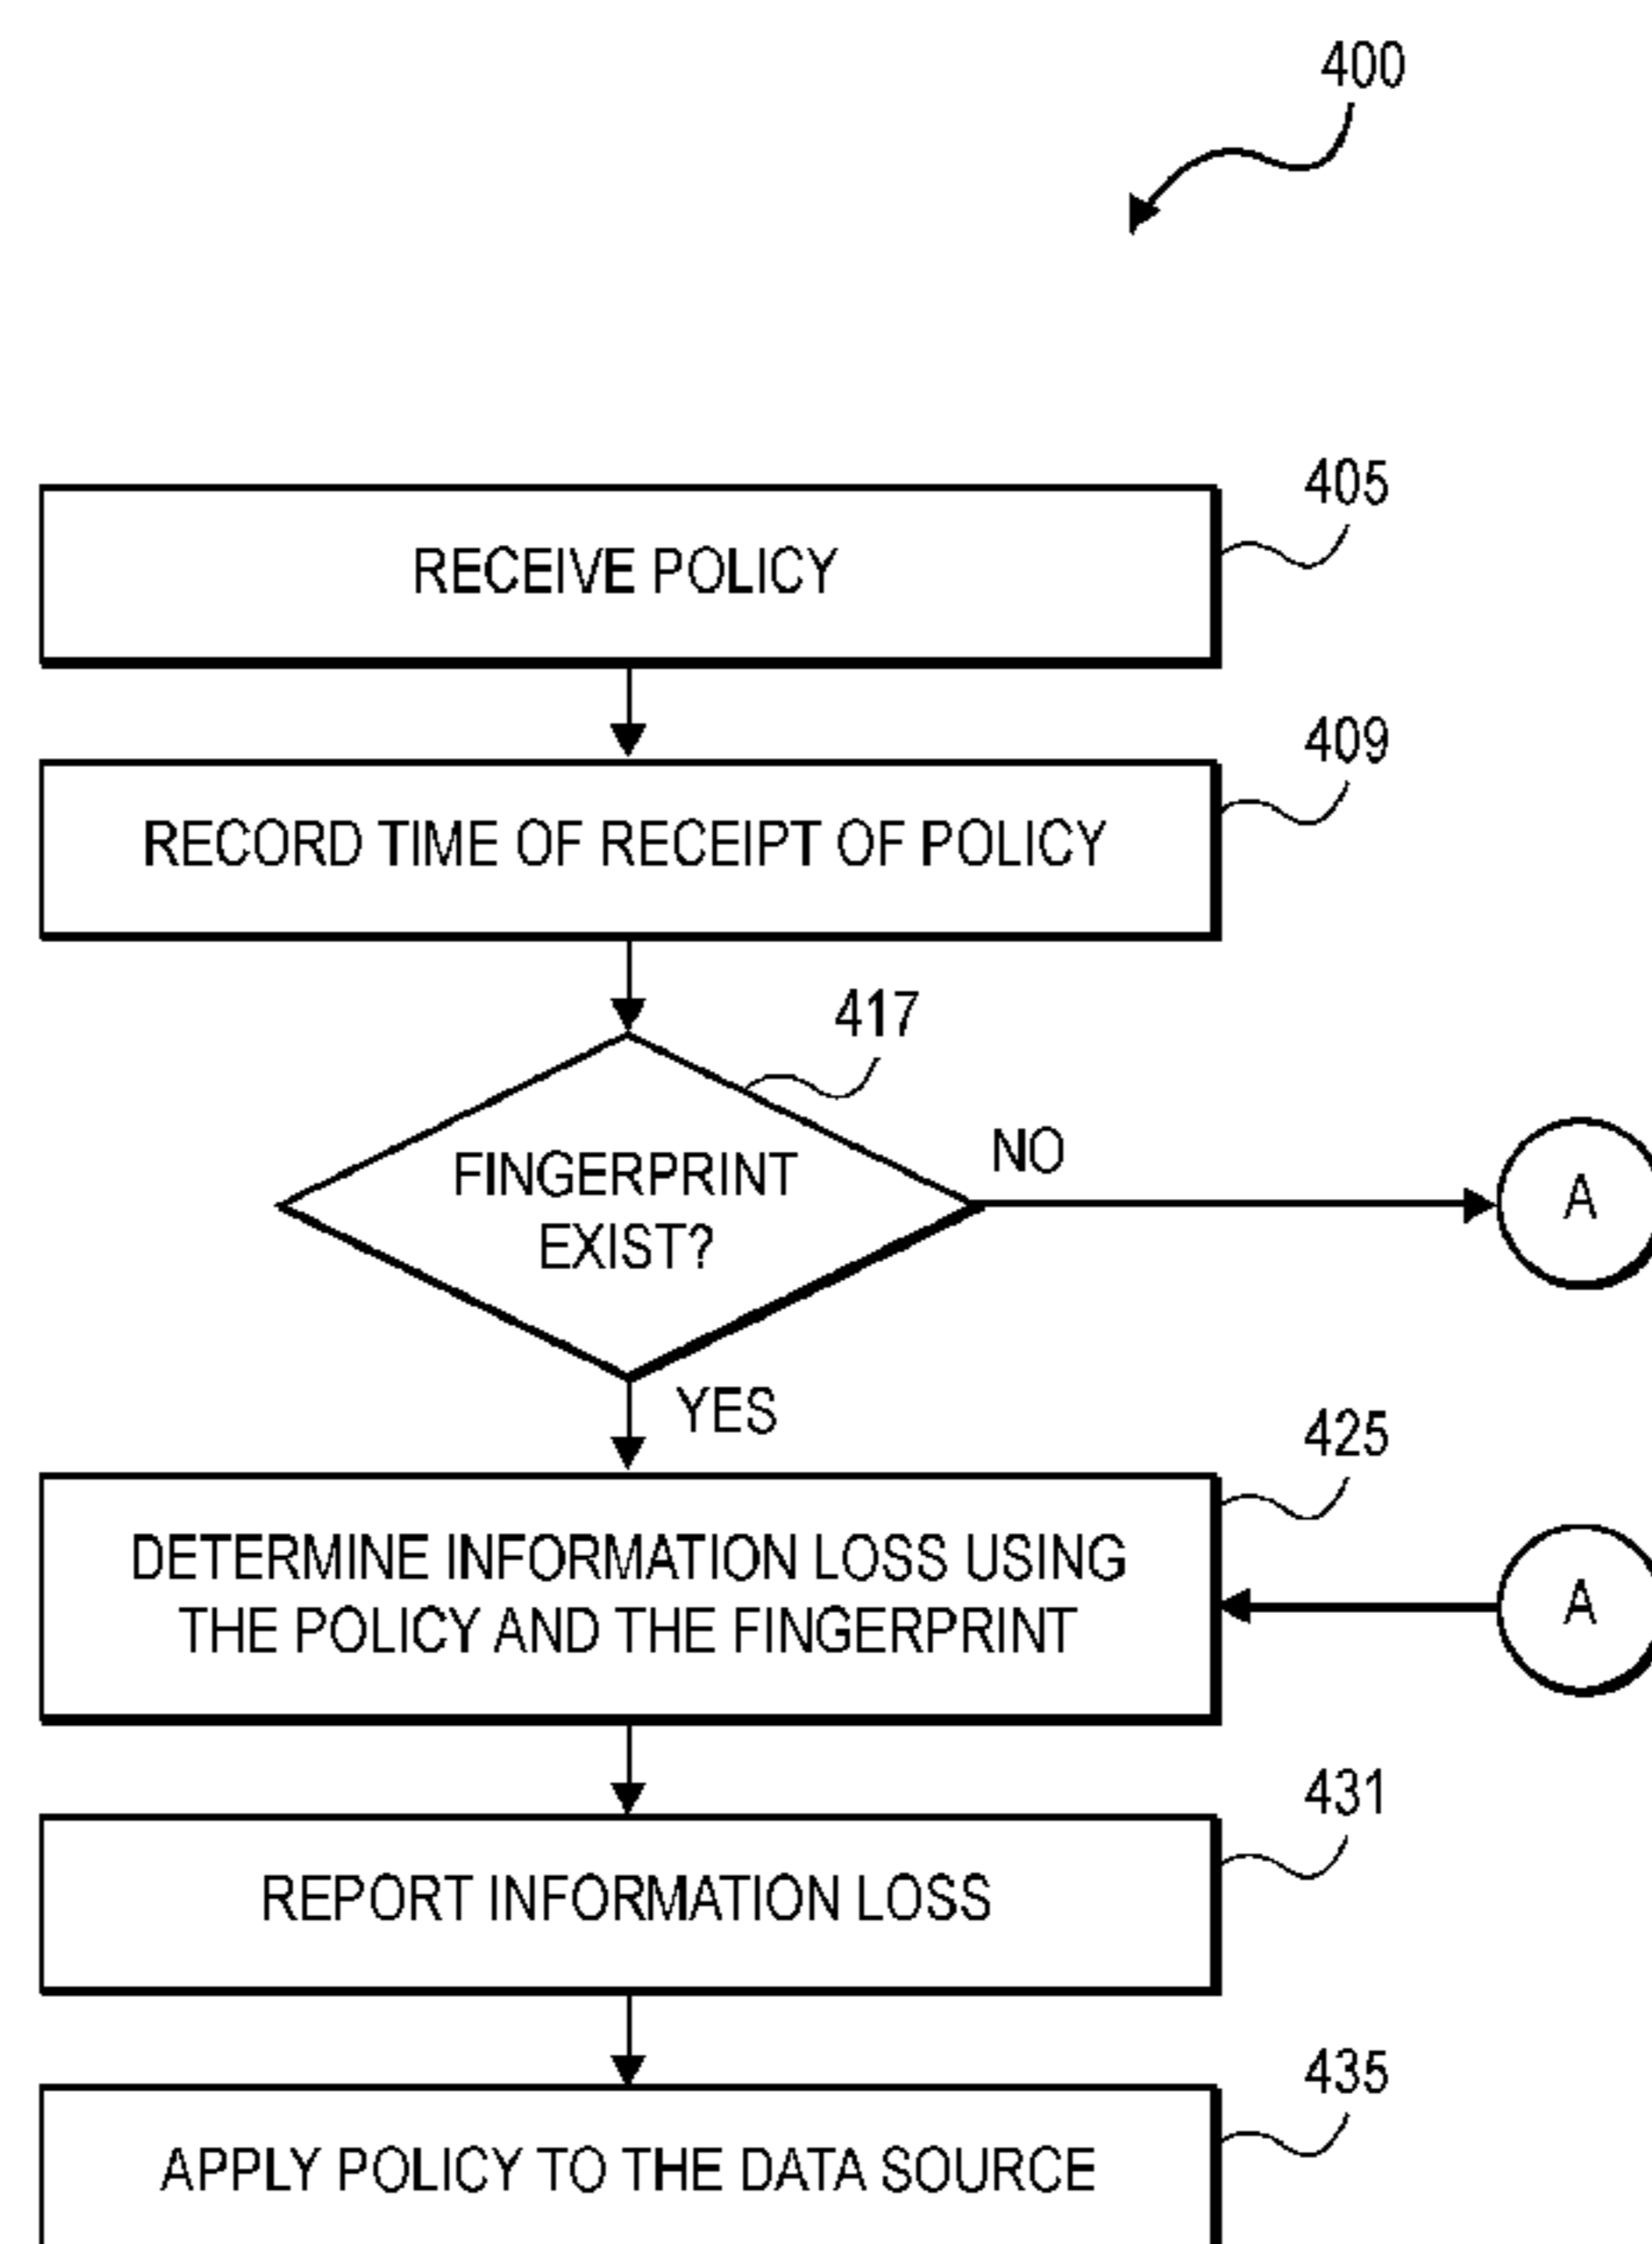 400
405
RECEIVE POLICY
409
RECORD TIME OF RECEIPT OF POLICY
417
FINGERPRINT
EXIST?
NO
A
YES
425
DETERMINE INFORMATION LOSS USING
THE POLICY AND THE FINGERPRINT
A
431
REPORT INFORMATION LOSS
435
APPLY POLICY TO THE DATA SOURCE